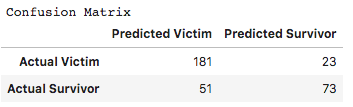 Confusion Matrix
Predicted Victim Predicted Survivor
Actual Victim 181 23
Actual Survivor 51 73